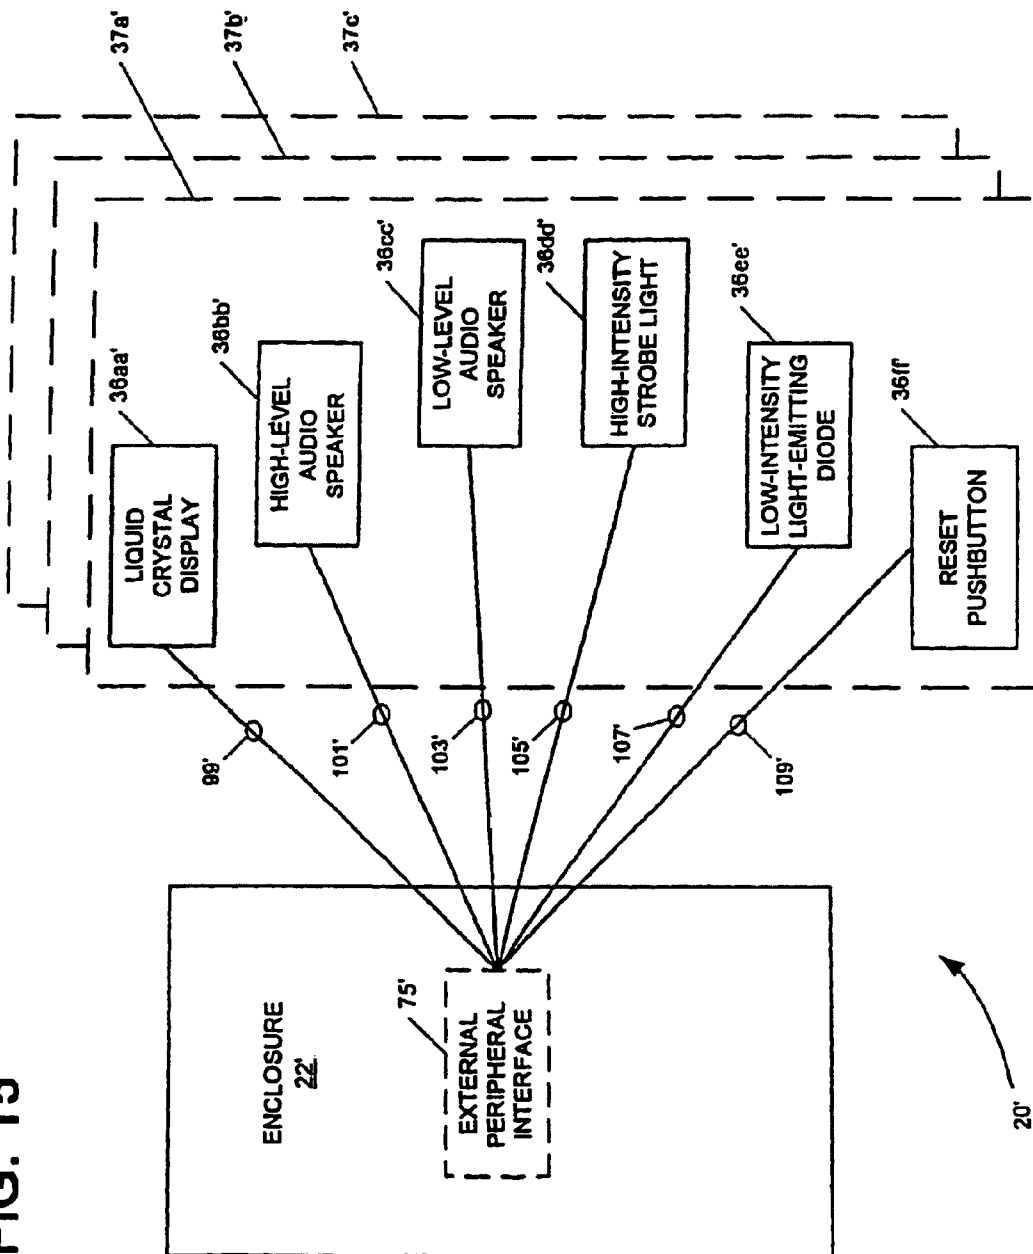 FIG. 15
37a'
37b'
37c'
36aa'
LIQUID
CRYSTAL
DISPLAY
36bb'
HIGH-LEVEL
AUDIO
SPEAKER
36cc'
LOW-LEVEL
AUDIO
SPEAKER
36dd'
HIGH-INTENSITY
STROBE LIGHT
36ee'
LOW-INTENSITY
LIGHT-EMITTING
DIODE
36ff'
RESET
PUSHBUTTON
99'
101'
103'
105'
107'
109'
ENCLOSURE
22'
75'
EXTERNAL
PERIPHERAL
INTERFACE
20'